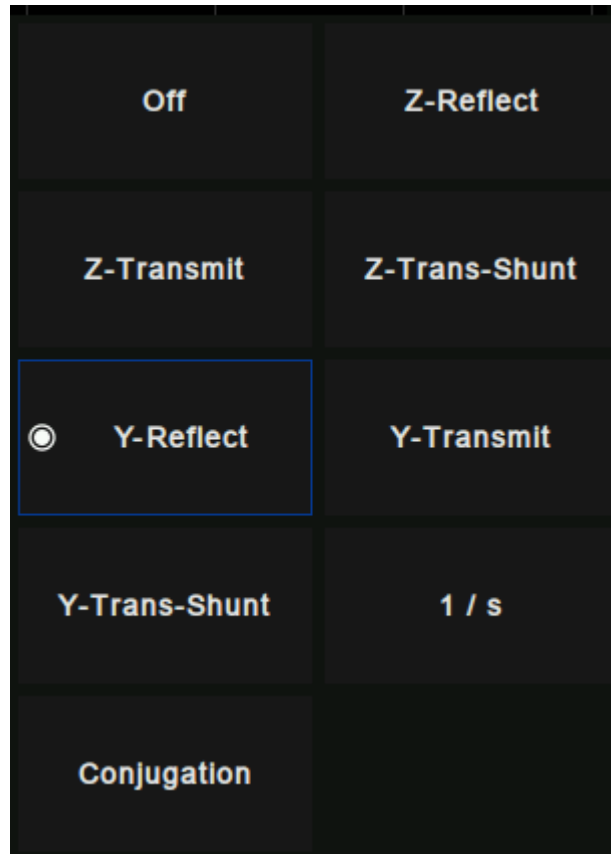 Off
Z-Reflect
Z-Transmit
Z-Trans-Shunt
Y-Reflect
Y-Transmit
Y-Trans-Shunt
1 / s
Conjugation